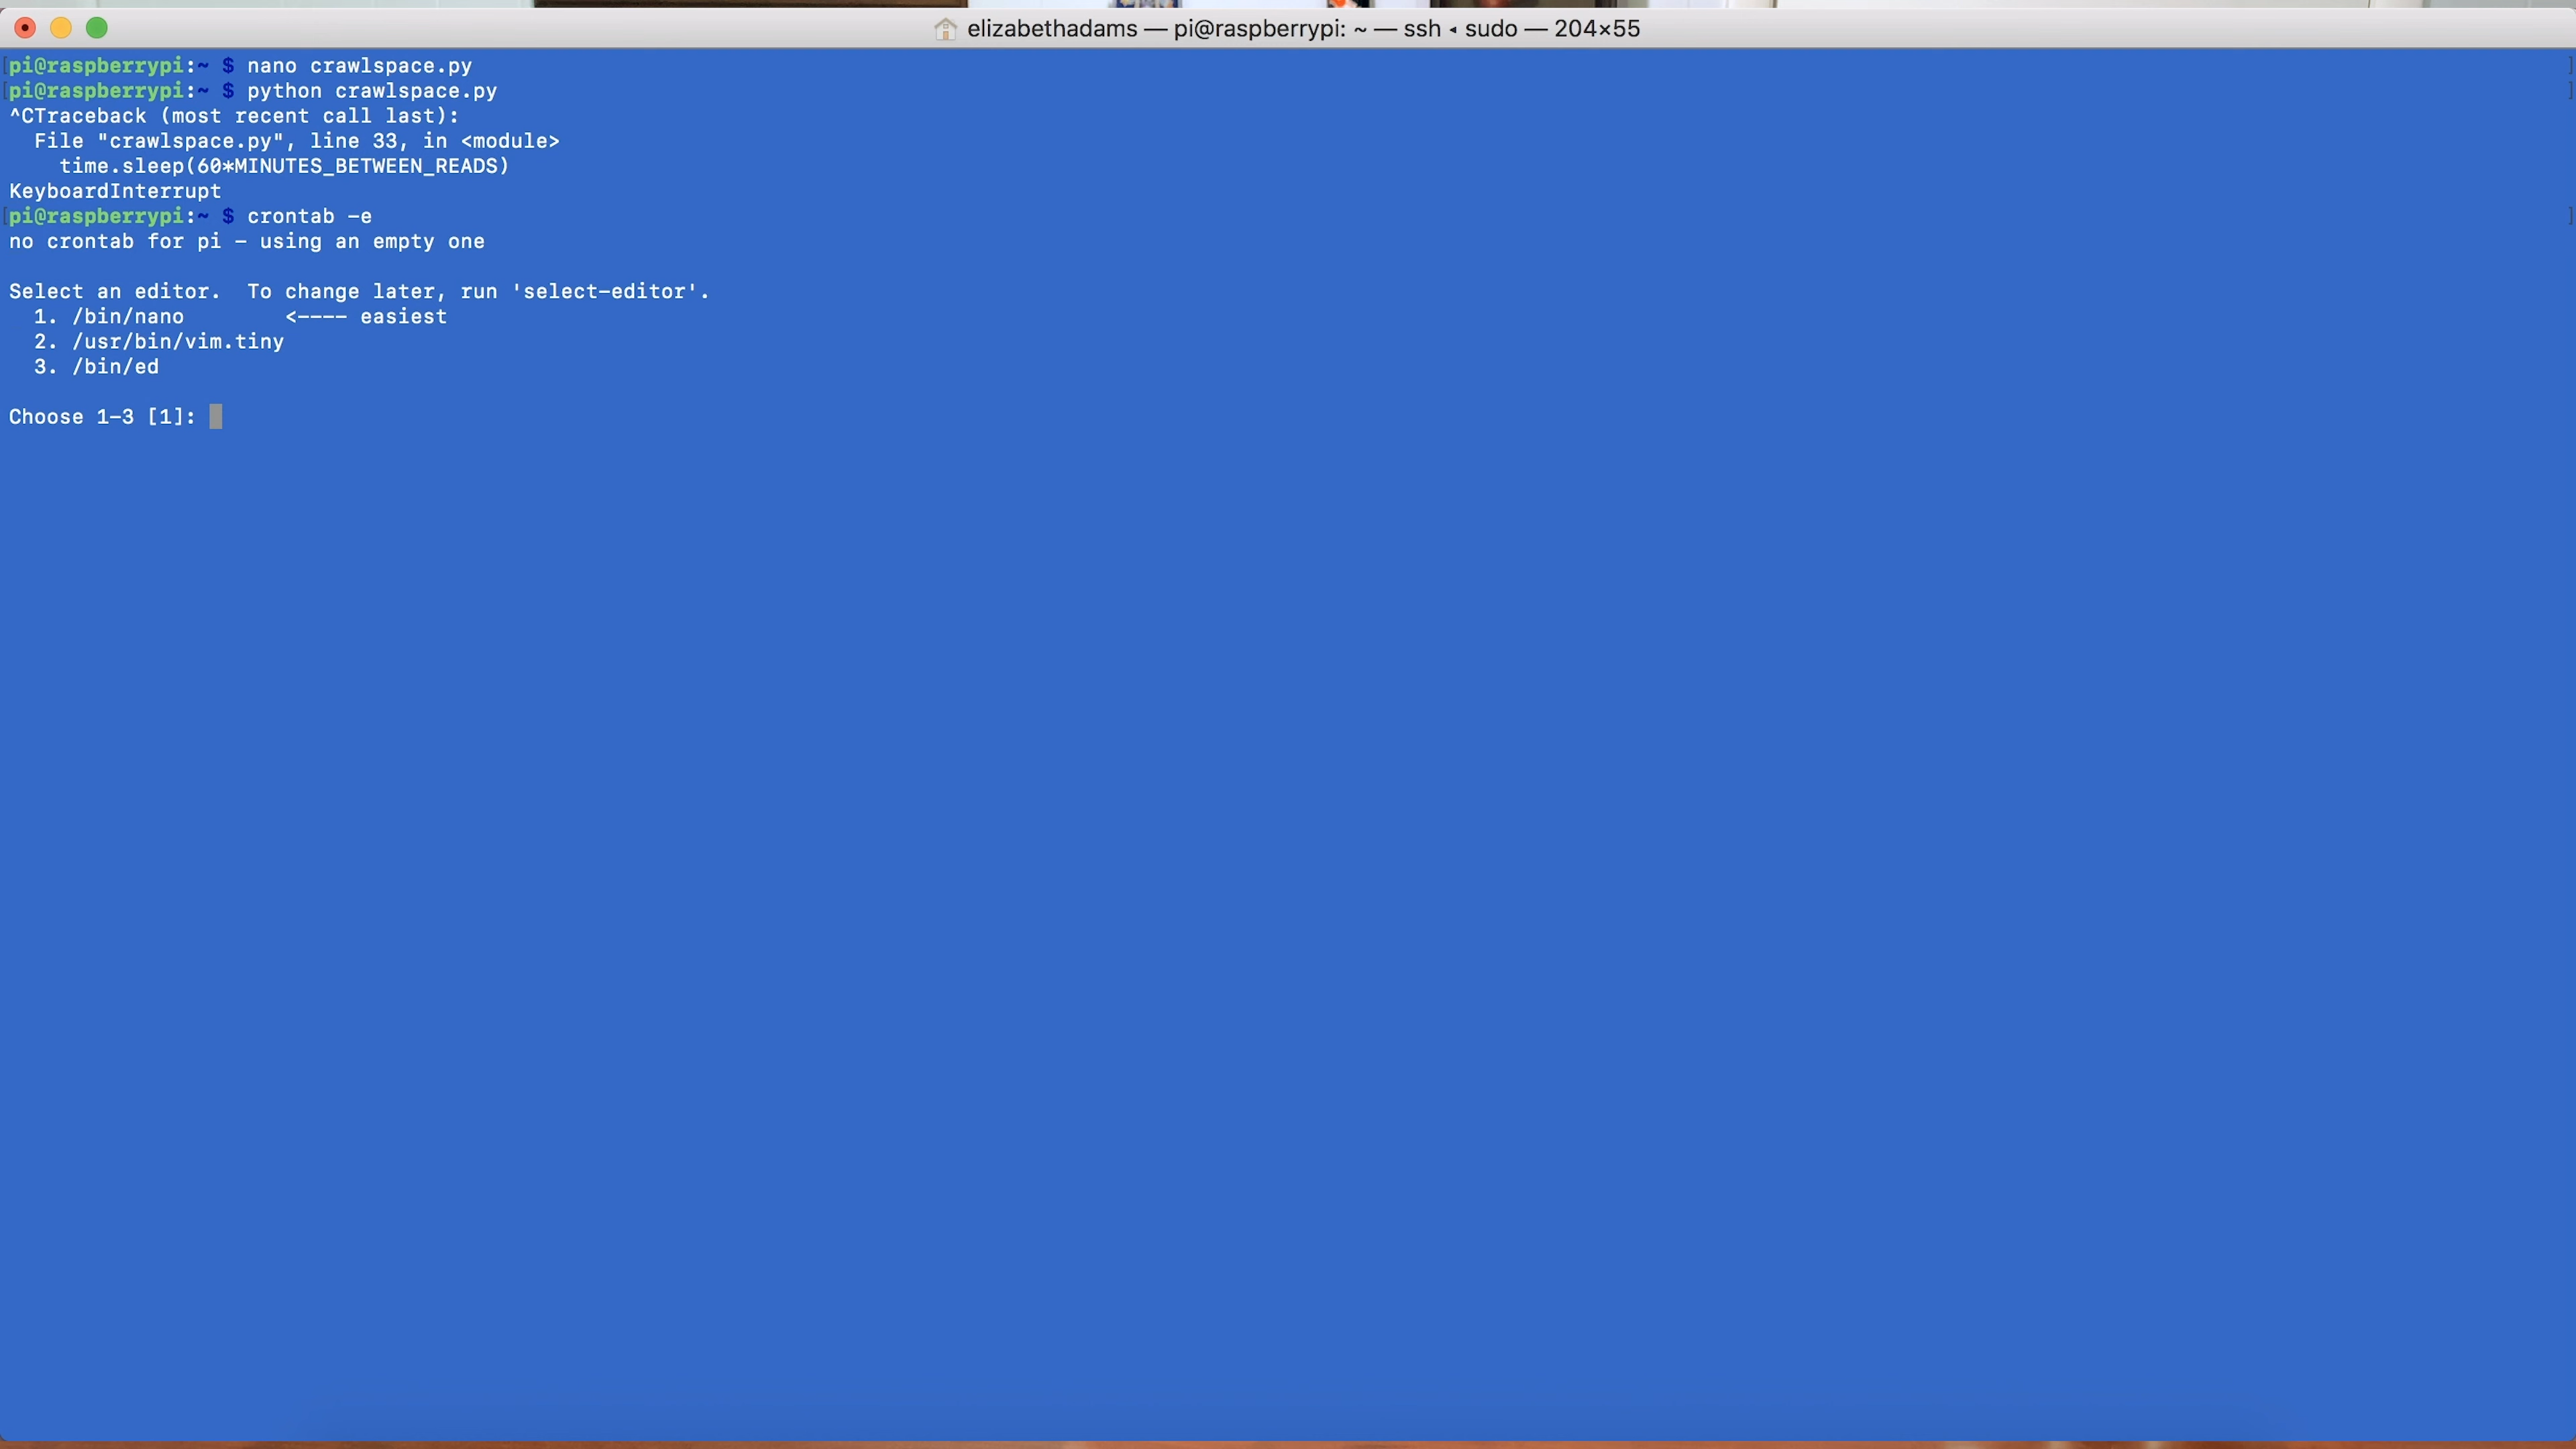 elizabethadams — pi@raspberrypi: ~ — ssh ◂ sudo — 204×55
pi@raspberrypi:~ $ nano crawlspace.py
pi@raspberrypi:~ $ python crawlspace.py
^CTraceback (most recent call last):
  File "crawlspace.py", line 33, in <module>
    time.sleep(60*MINUTES_BETWEEN_READS)
KeyboardInterrupt
pi@raspberrypi:~ $ crontab -e
no crontab for pi - using an empty one
Select an editor.  To change later, run 'select-editor'.
  1. /bin/nano        <---- easiest
  2. /usr/bin/vim.tiny
  3. /bin/ed
Choose 1-3 [1]: